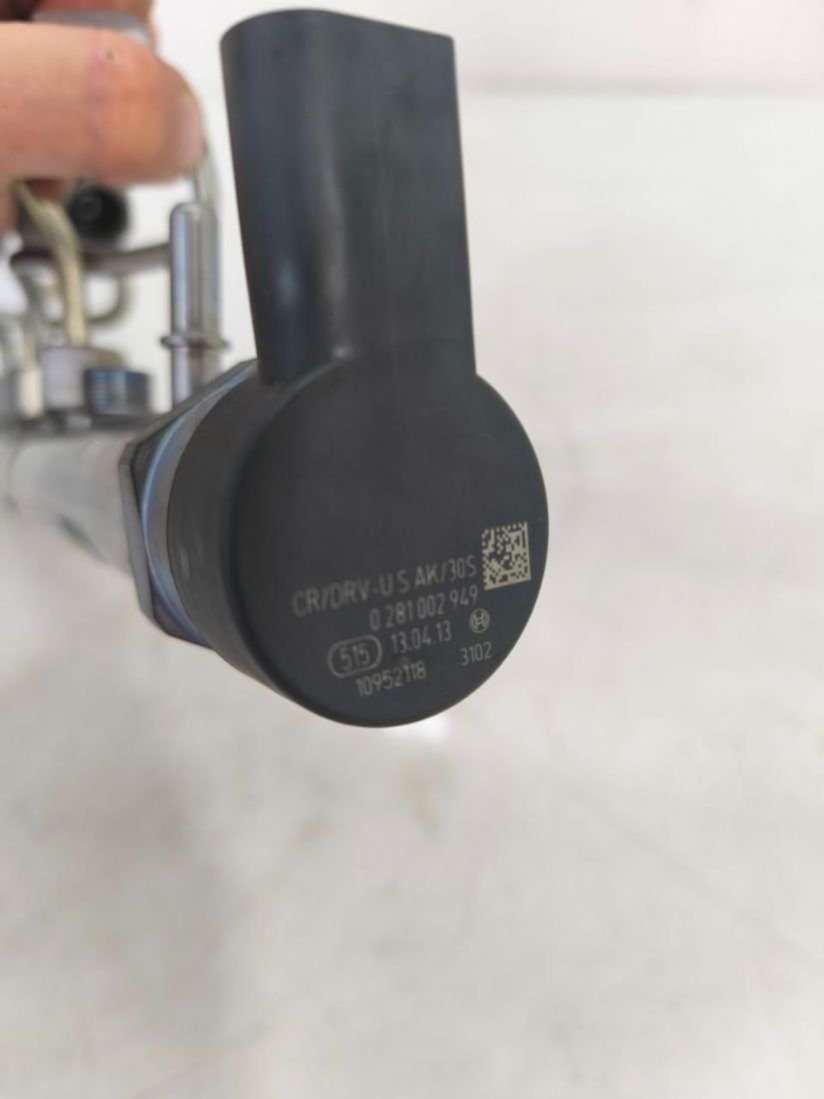 CR/DRV-U S AK/30S
0 281 002 949
515 13.04.13
10952118 3102